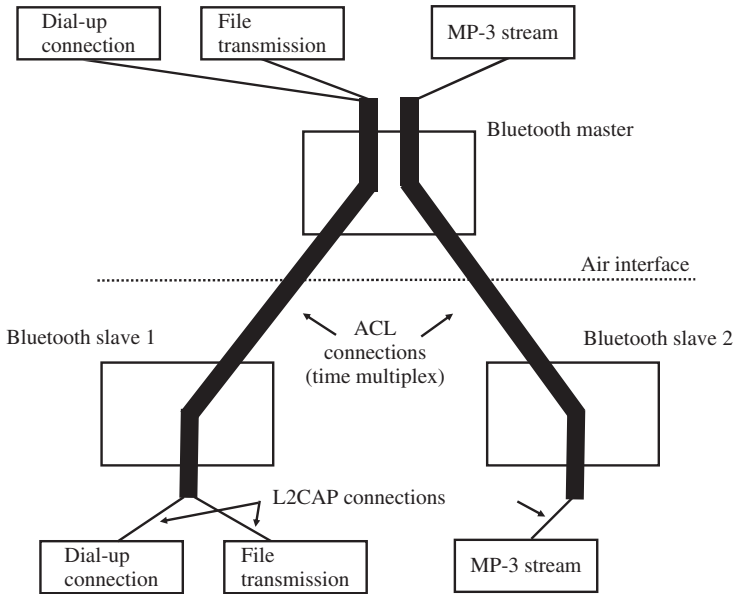 Dial-up
connection
File
transmission
MP-3 stream
Bluetooth master
Air interface
ACL
connections
(time multiplex)
Bluetooth slave 1
Bluetooth slave 2
L2CAP connections
Dial-up
connection
File
transmission
MP-3 stream